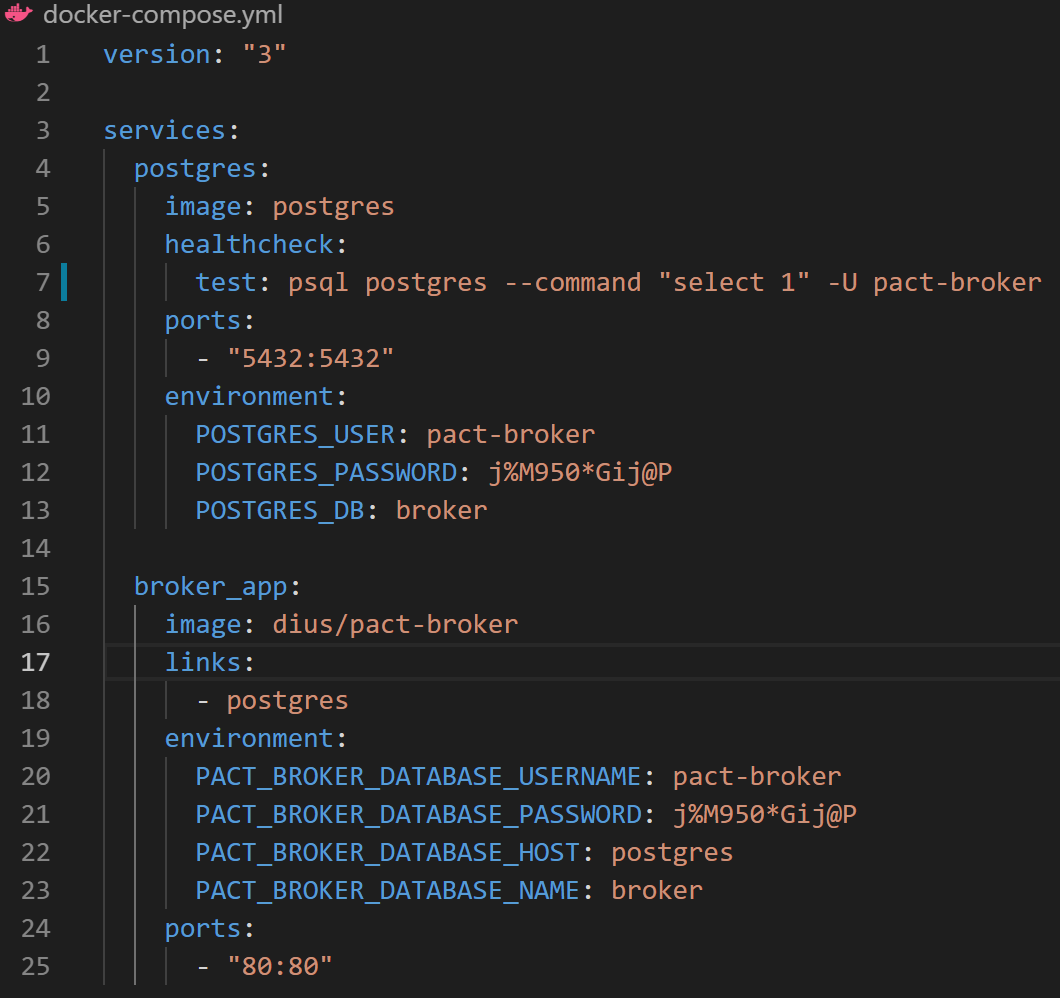 docker-compose.yml
1 version: "3"
2
3 services:
4   postgres:
5     image: postgres
6     healthcheck:
7       test: psql postgres --command "select 1" -U pact-broker
8     ports:
9       - "5432:5432"
10     environment:
11       POSTGRES_USER: pact-broker
12       POSTGRES_PASSWORD: j%M950*Gij@P
13       POSTGRES_DB: broker
14
15   broker_app:
16     image: dius/pact-broker
17     links:
18       - postgres
19     environment:
20       PACT_BROKER_DATABASE_USERNAME: pact-broker
21       PACT_BROKER_DATABASE_PASSWORD: j%M950*Gij@P
22       PACT_BROKER_DATABASE_HOST: postgres
23       PACT_BROKER_DATABASE_NAME: broker
24     ports:
25       - "80:80"